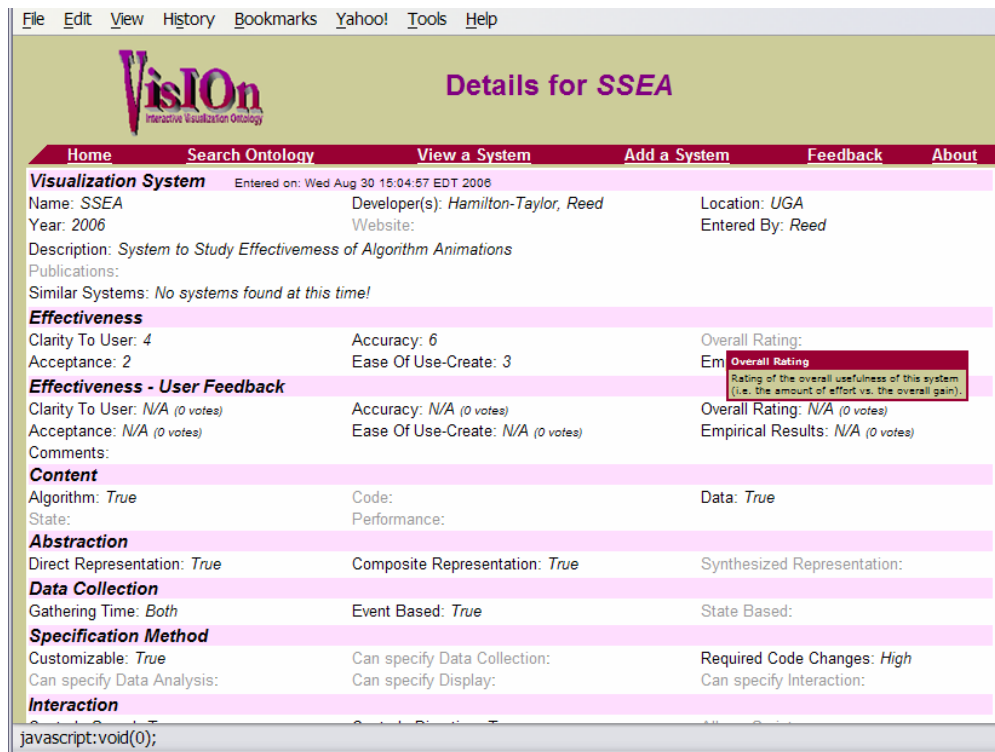 File Edit View History Bookmarks Yahoo! Tools Help
VisIOn
Interactive Visualization Ontology
Details for SSEA
Home Search Ontology View a System Add a System Feedback About
Visualization System Entered on: Wed Aug 30 15:04:57 EDT 2006
Name: SSEA Developer(s): Hamilton-Taylor, Reed Location: UGA
Year: 2006 Website: Entered By: Reed
Description: System to Study Effectivemess of Algorithm Animations
Publications:
Similar Systems: No systems found at this time!
Effectiveness
Clarity To User: 4 Accuracy: 6 Overall Rating:
Acceptance: 2 Ease Of Use-Create: 3
Overall Rating
Rating of the overall usefulness of this system
(i.e. the amount of effort vs. the overall gain).
Effectiveness - User Feedback
Clarity To User: N/A (0 votes) Accuracy: N/A (0 votes) Overall Rating: N/A (0 votes)
Acceptance: N/A (0 votes) Ease Of Use-Create: N/A (0 votes) Empirical Results: N/A (0 votes)
Comments:
Content
Algorithm: True Code: Data: True
State: Performance:
Abstraction
Direct Representation: True Composite Representation: True Synthesized Representation:
Data Collection
Gathering Time: Both Event Based: True State Based:
Specification Method
Customizable: True Can specify Data Collection: Required Code Changes: High
Can specify Data Analysis: Can specify Display: Can specify Interaction:
Interaction
javascript:void(0);